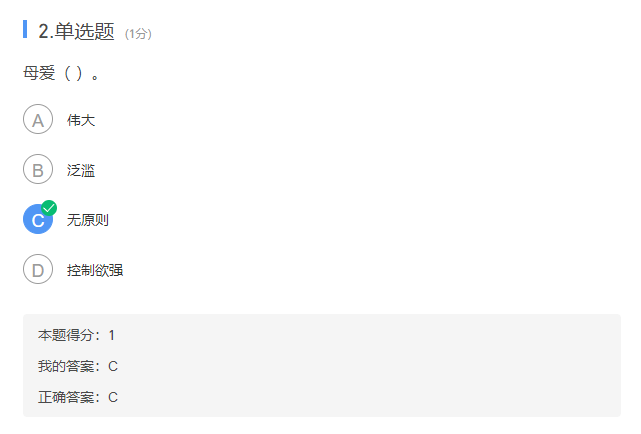 2.单选题 (1分)
母爱（ ）。
A 伟大
B 泛滥
C 无原则
D 控制欲强
本题得分：1
我的答案：C
正确答案：C